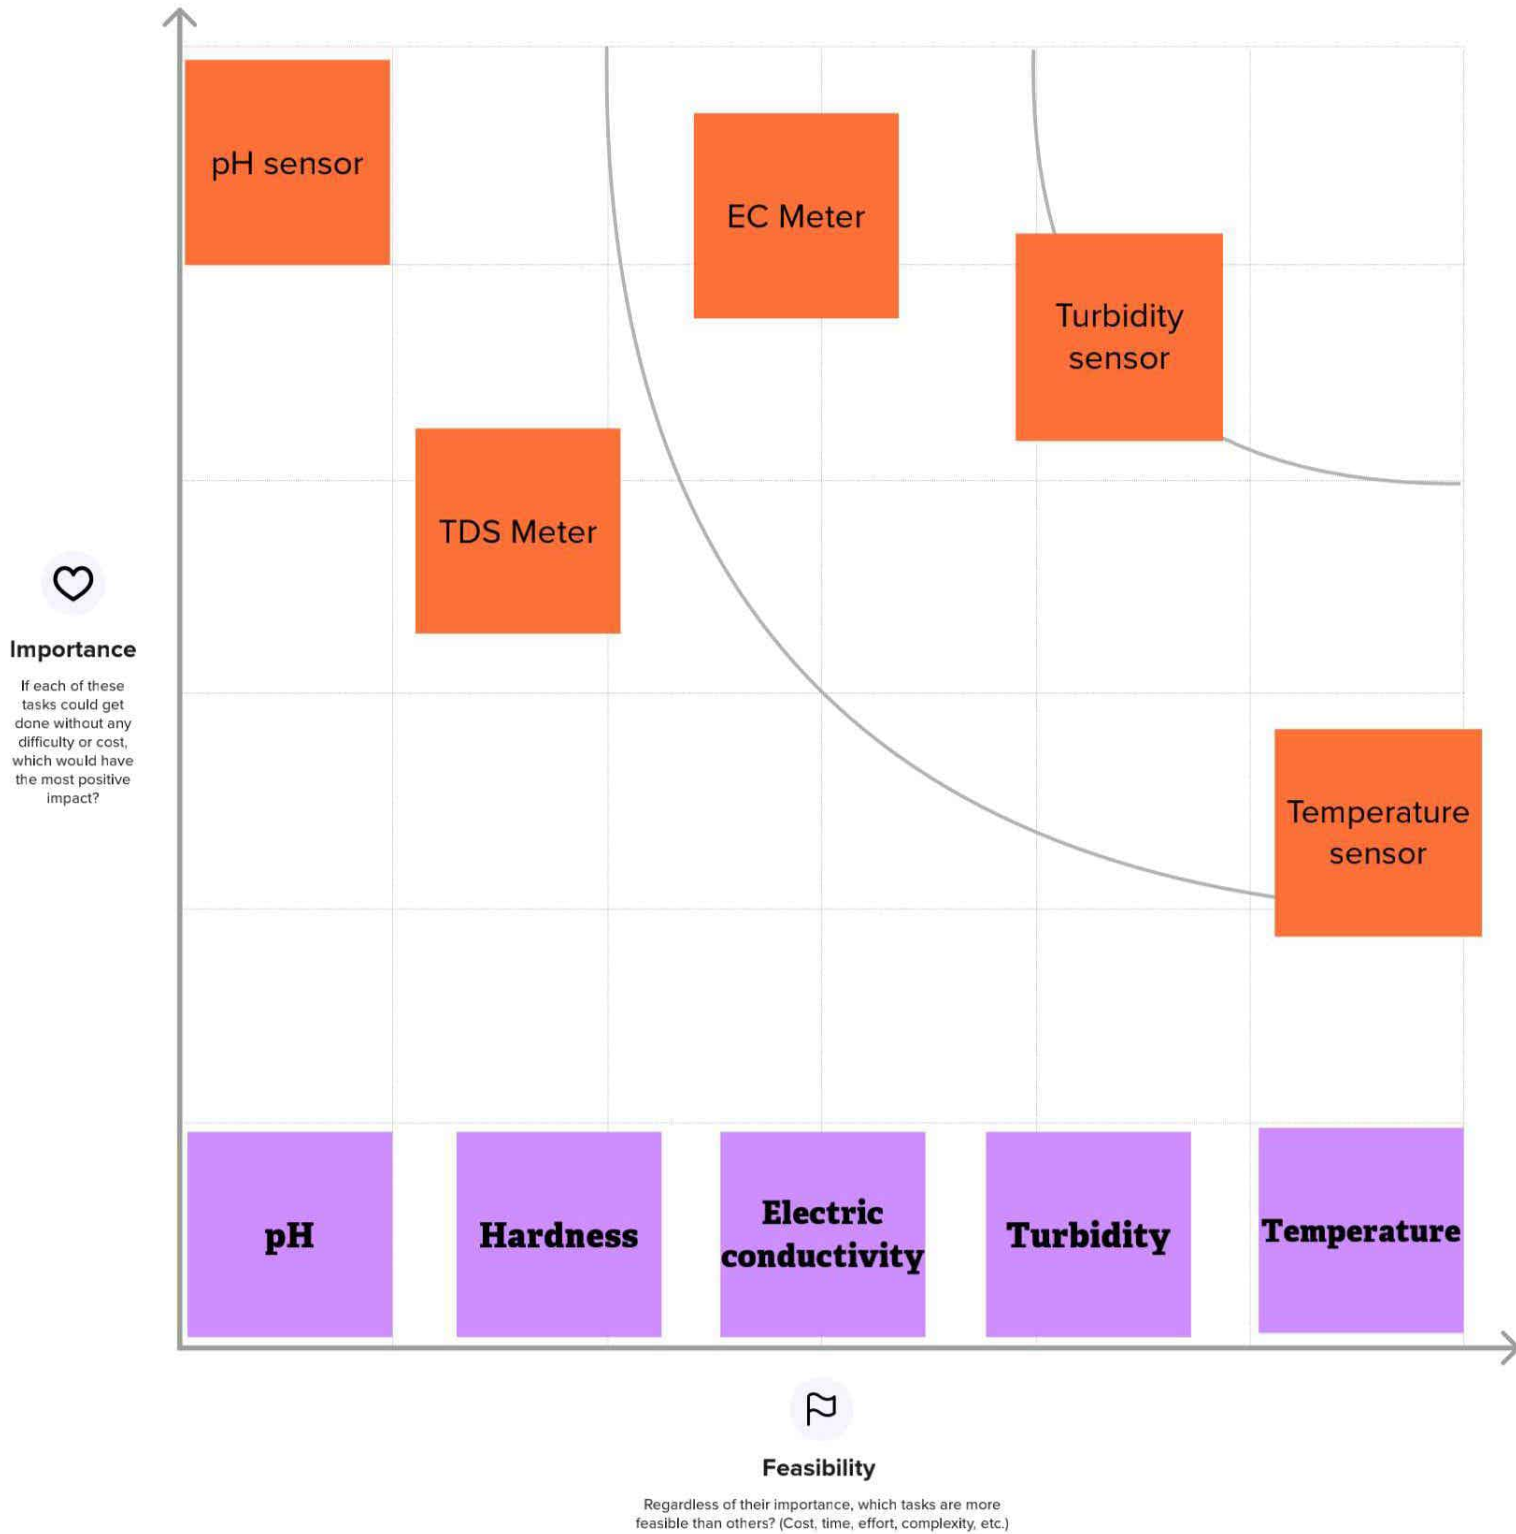 pH sensor
EC Meter
Turbidity
sensor
TDS Meter
Importance
If each of these
tasks could get
done without any
difficulty or cost,
which would have
the most positive
impact?
Temperature
sensor
pH
Hardness
Electric
conductivity
Turbidity
Temperature
Feasibility
Regardless of their importance, which tasks are more
feasible than others? (Cost, time, effort, complexity, etc.)